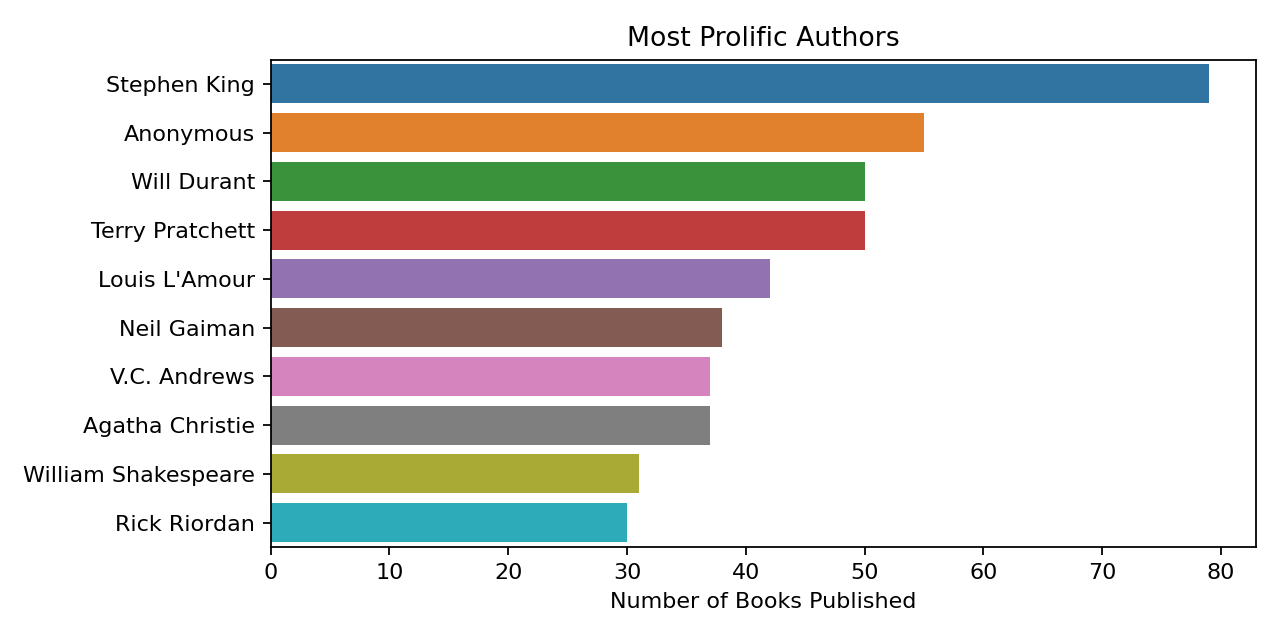 Most Prolific Authors
Stephen King
Anonymous
Will Durant
Terry Pratchett
Louis L'Amour
Neil Gaiman
V.C. Andrews
Agatha Christie
William Shakespeare
Rick Riordan
0 10 20 30 40 50 60 70 80
Number of Books Published